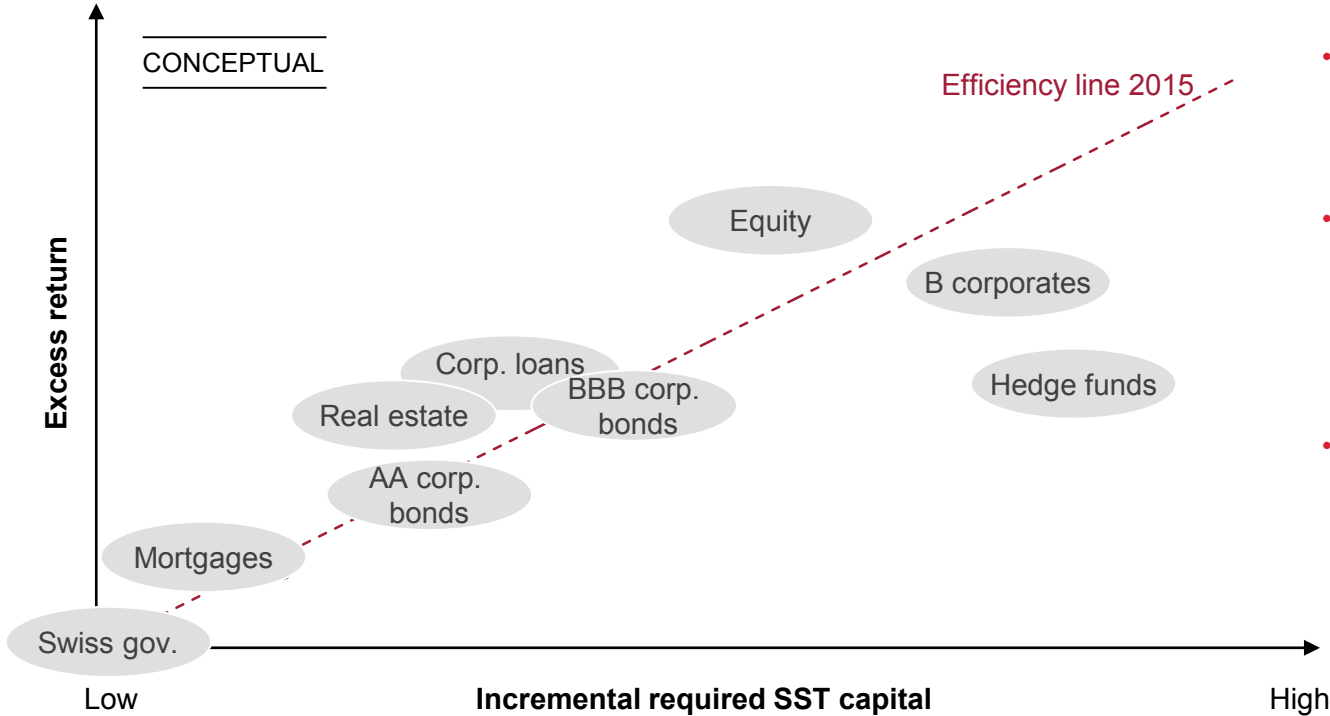 CONCEPTUAL
Efficiency line 2015
Equity
B corporates
Corp. loans
Hedge funds
BBB corp.
bonds
Real estate
AA corp.
bonds
Mortgages
Swiss gov.
Excess return
Low
Incremental required SST capital
High